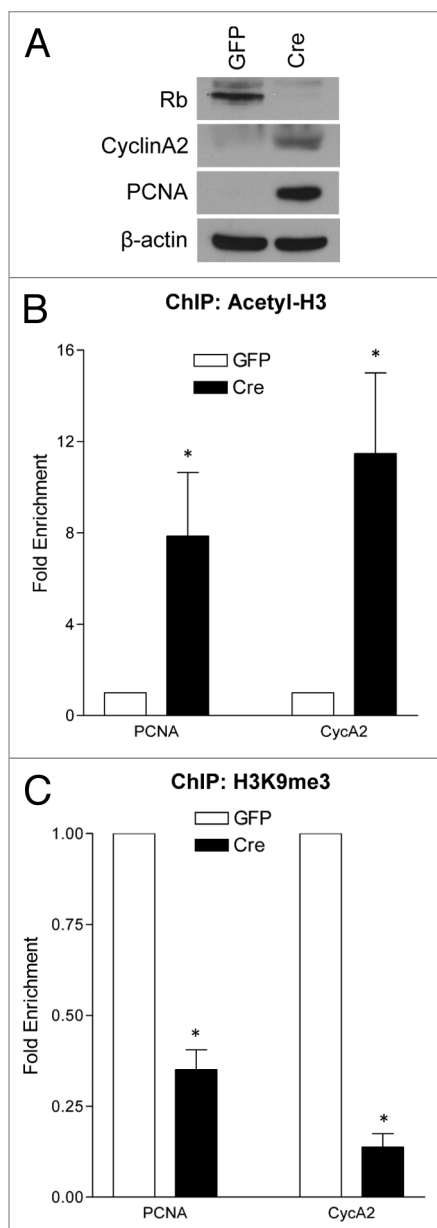 A
GFP Cre
Rb
CyclinA2
PCNA
β-actin
B
ChIP: Acetyl-H3
GFP
Cre
Fold Enrichment
16
12
8
4
0
*
*
PCNA CycA2
C
ChIP: H3K9me3
GFP
Cre
Fold Enrichment
1.00
0.75
0.50
0.25
0.00
*
*
PCNA CycA2